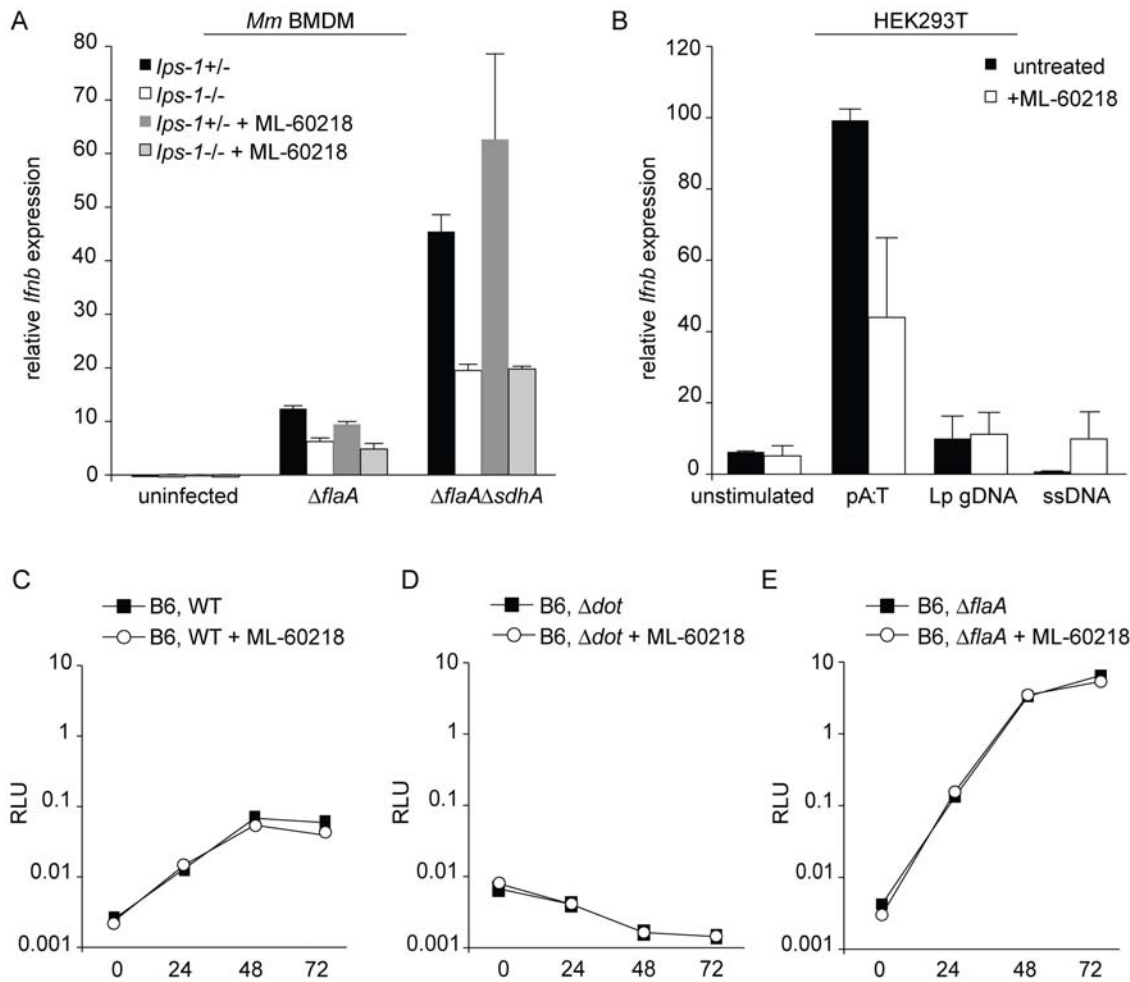 A
Mm BMDM
80
70
60
50
40
30
20
10
0
relative Ifnb expression
Ips-1+/-
Ips-1-/-
Ips-1+/- + ML-60218
Ips-1-/- + ML-60218
uninfected
ΔflaA
ΔflaAΔsdhA
B
HEK293T
120
100
80
60
40
20
0
relative Ifnb expression
untreated
+ML-60218
unstimulated
pA:T
Lp gDNA
ssDNA
C
B6, WT
B6, WT + ML-60218
10
1
0.1
0.01
0.001
RLU
0 24 48 72
D
B6, Δdot
B6, Δdot + ML-60218
10
1
0.1
0.01
0.001
RLU
0 24 48 72
E
B6, ΔflaA
B6, ΔflaA + ML-60218
10
1
0.1
0.01
0.001
RLU
0 24 48 72